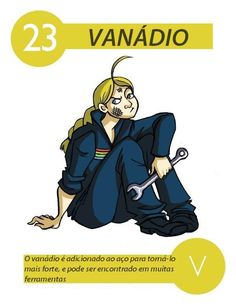 23
VANÁDIO
O vanádio é adicionado ao aço para torná-lo
mais forte, e pode ser encontrado em muitas
ferramentas
V